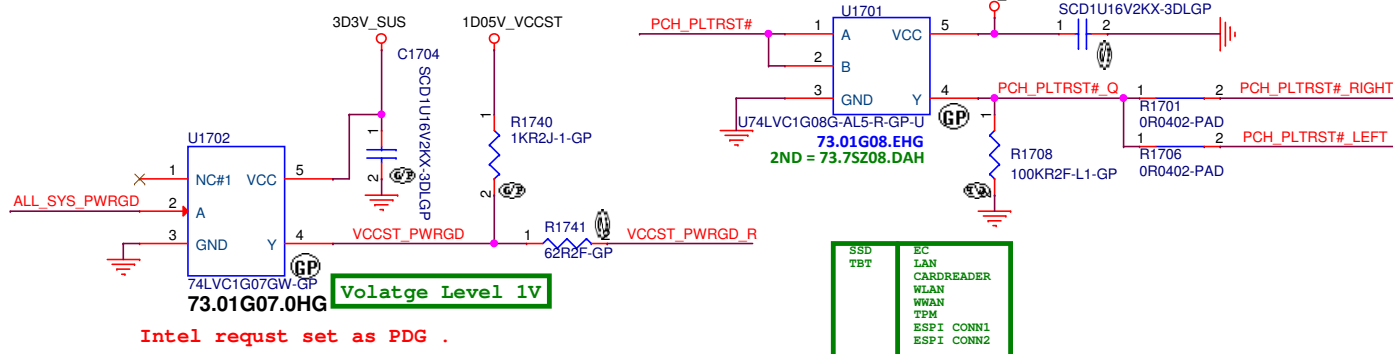 3D3V_SUS
1D05V_VCCST
C1704
SCD1U16V2KX-3DLGP
1
2
R1740
1KR2J-1-GP
1
2
U1702
1
NC#1
VCC
5
ALL_SYS_PWRGD
2
A
3
GND
Y
4
VCCST_PWRGD
1
R1741
2
VCCST_PWRGD_R
62R2F-GP
GP
74LVC1G07GW-GP
73.01G07.0HG
Volatge Level 1V
Intel requst set as PDG .
PCH_PLTRST#
U1701
1
A
VCC
5
2
B
3
GND
Y
4
GP
U74LVC1G08G-AL5-R-GP-U
73.01G08.EHG
2ND = 73.7SZ08.DAH
SCD1U16V2KX-3DLGP
1
2
PCH_PLTRST#_Q
1
2
PCH_PLTRST#_RIGHT
R1701
0R0402-PAD
1
2
PCH_PLTRST#_LEFT
R1706
0R0402-PAD
1
R1708
100KR2F-L1-GP
SSD EC
TBT LAN
CARDREADER
WLAN
WWAN
TPM
ESPI CONN1
ESPI CONN2